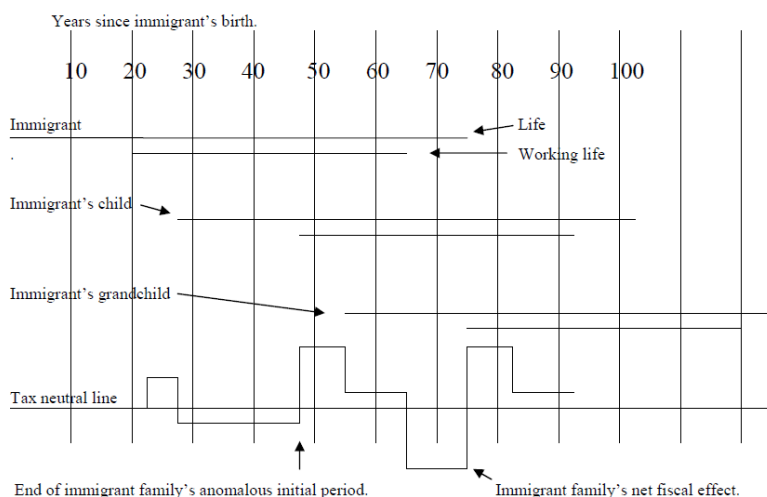 Years since immigrant's birth.
10 20 30 40 50 60 70 80 90 100
Immigrant
Life
.
Working life
Immigrant's child
Immigrant's grandchild
Tax neutral line
End of immigrant family's anomalous initial period.
Immigrant family's net fiscal effect.